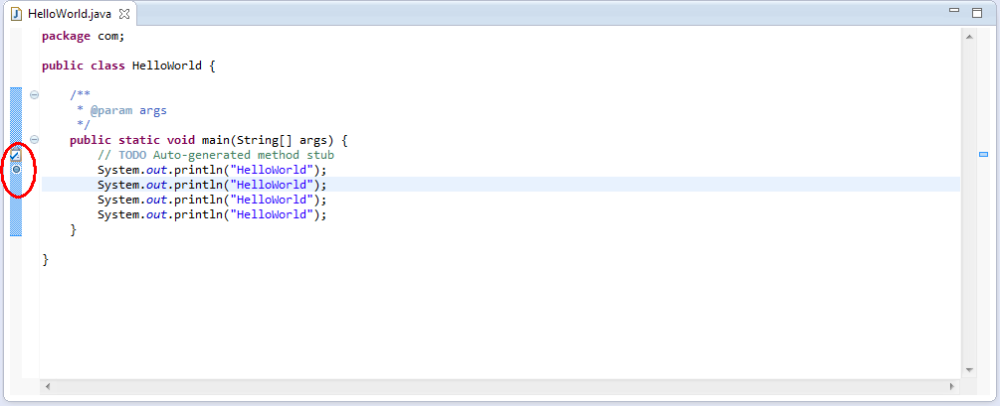 HelloWorld.java
package com;
public class HelloWorld {
/**
* @param args
*/
public static void main(String[] args) {
// TODO Auto-generated method stub
System.out.println("HelloWorld");
System.out.println("HelloWorld");
System.out.println("HelloWorld");
System.out.println("HelloWorld");
}
}